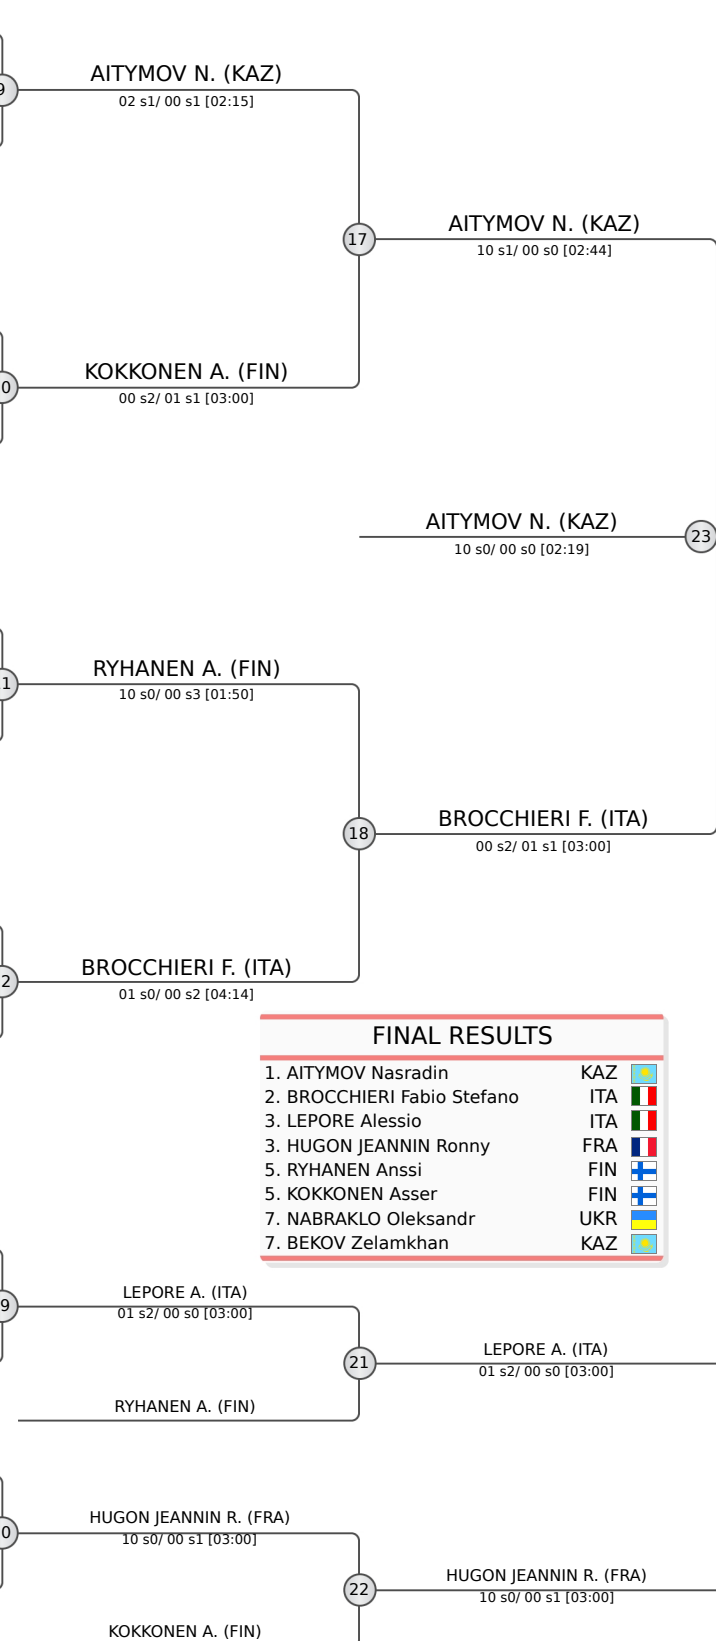 9
AITYMOV N. (KAZ)
02 s1/ 00 s1 [02:15]
17
AITYMOV N. (KAZ)
10 s1/ 00 s0 [02:44]
0
KOKKONEN A. (FIN)
00 s2/ 01 s1 [03:00]
AITYMOV N. (KAZ)
10 s0/ 00 s0 [02:19]
23
1
RYHANEN A. (FIN)
10 s0/ 00 s3 [01:50]
18
BROCCHIERI F. (ITA)
00 s2/ 01 s1 [03:00]
2
BROCCHIERI F. (ITA)
01 s0/ 00 s2 [04:14]
FINAL RESULTS
1. AITYMOV Nasradin KAZ
2. BROCCHIERI Fabio Stefano ITA
3. LEPORE Alessio ITA
3. HUGON JEANNIN Ronny FRA
5. RYHANEN Anssi FIN
5. KOKKONEN Asser FIN
7. NABRAKLO Oleksandr UKR
7. BEKOV Zelamkhan KAZ
9
LEPORE A. (ITA)
01 s2/ 00 s0 [03:00]
21
LEPORE A. (ITA)
01 s2/ 00 s0 [03:00]
RYHANEN A. (FIN)
0
HUGON JEANNIN R. (FRA)
10 s0/ 00 s1 [03:00]
22
HUGON JEANNIN R. (FRA)
10 s0/ 00 s1 [03:00]
KOKKONEN A. (FIN)